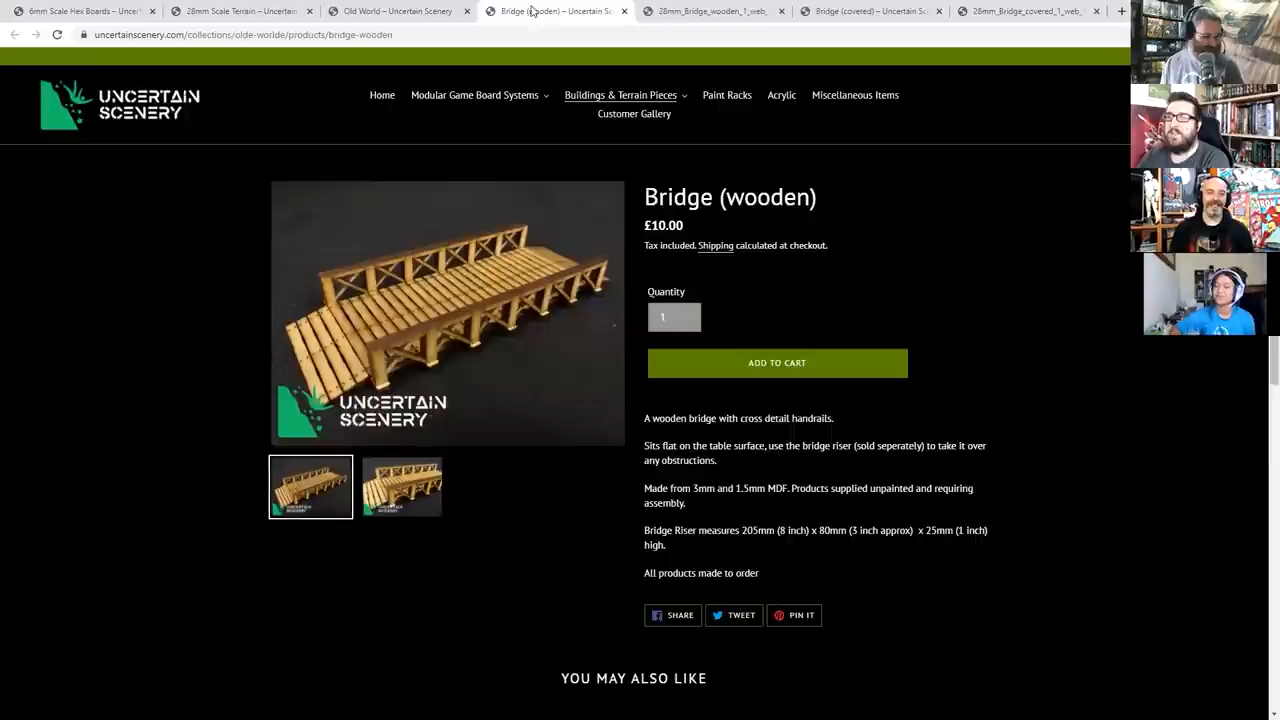 6mm Scale Hex Boards – Uncert
28mm Scale Terrain – Uncertain
Old World – Uncertain Scenery
Bridge (wooden) – Uncertain Sc
28mm_Bridge_wooden_1_web_
Bridge (covered) – Uncertain Sc
28mm_Bridge_covered_1_web_
uncertainscenery.com/collections/olde-worlde/products/bridge-wooden
UNCERTAIN
SCENERY
Home
Modular Game Board Systems
Buildings & Terrain Pieces
Paint Racks
Acrylic
Miscellaneous Items
Customer Gallery
UNCERTAIN
SCENERY
Bridge (wooden)
£10.00
Tax included. Shipping calculated at checkout.
Quantity
1
ADD TO CART
A wooden bridge with cross detail handrails.
Sits flat on the table surface, use the bridge riser (sold seperately) to take it over
any obstructions.
Made from 3mm and 1.5mm MDF. Products supplied unpainted and requiring
assembly.
Bridge Riser measures 205mm (8 inch) x 80mm (3 inch approx) x 25mm (1 inch)
high.
All products made to order
SHARE
TWEET
PIN IT
YOU MAY ALSO LIKE